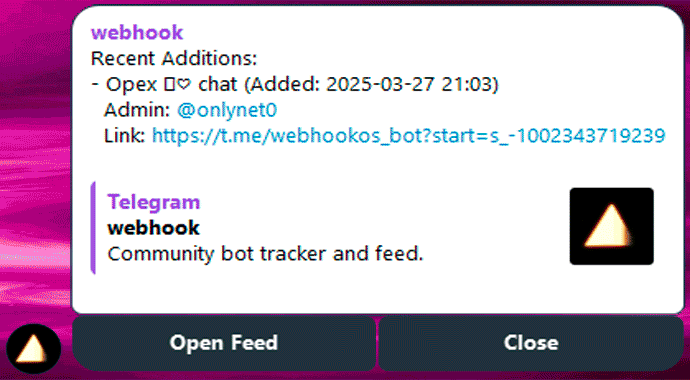 webhook
Recent Additions:
- Opex ▯♡ chat (Added: 2025-03-27 21:03)
Admin: @onlynet0
Link: https://t.me/webhookos_bot?start=s_-1002343719239
Telegram
webhook
Community bot tracker and feed.
Open Feed
Close